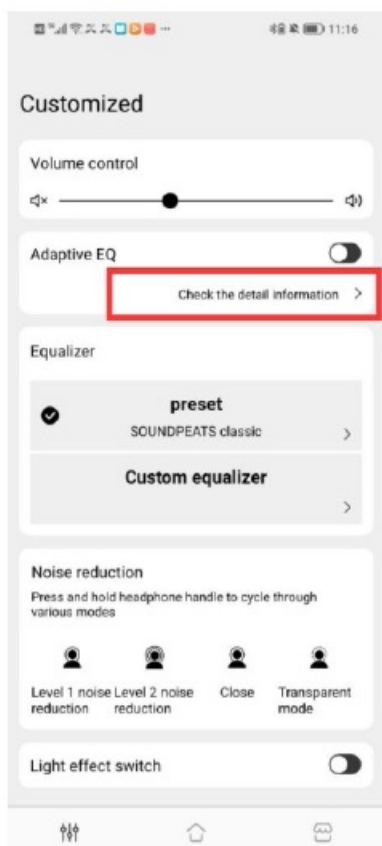 11:16
Customized
Volume control
Adaptive EQ
Check the detail information >
Equalizer
preset
SOUNDPEATS classic >
Custom equalizer
>
Noise reduction
Press and hold headphone handle to cycle through
various modes
Level 1 noise reduction
Level 2 noise reduction
Close
Transparent mode
Light effect switch